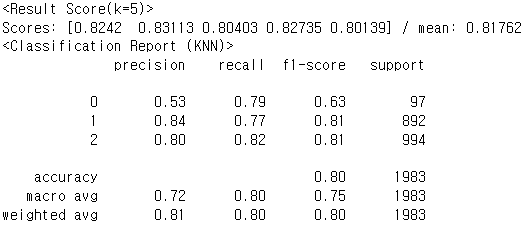 <Result Score(k=5)>
Scores: [0.8242 0.83113 0.80403 0.82735 0.80139] / mean: 0.81762
<Classification Report (KNN)>
precision recall f1-score support
0 0.53 0.79 0.63 97
1 0.84 0.77 0.81 892
2 0.80 0.82 0.81 994
accuracy 0.80 1983
macro avg 0.72 0.80 0.75 1983
weighted avg 0.81 0.80 0.80 1983